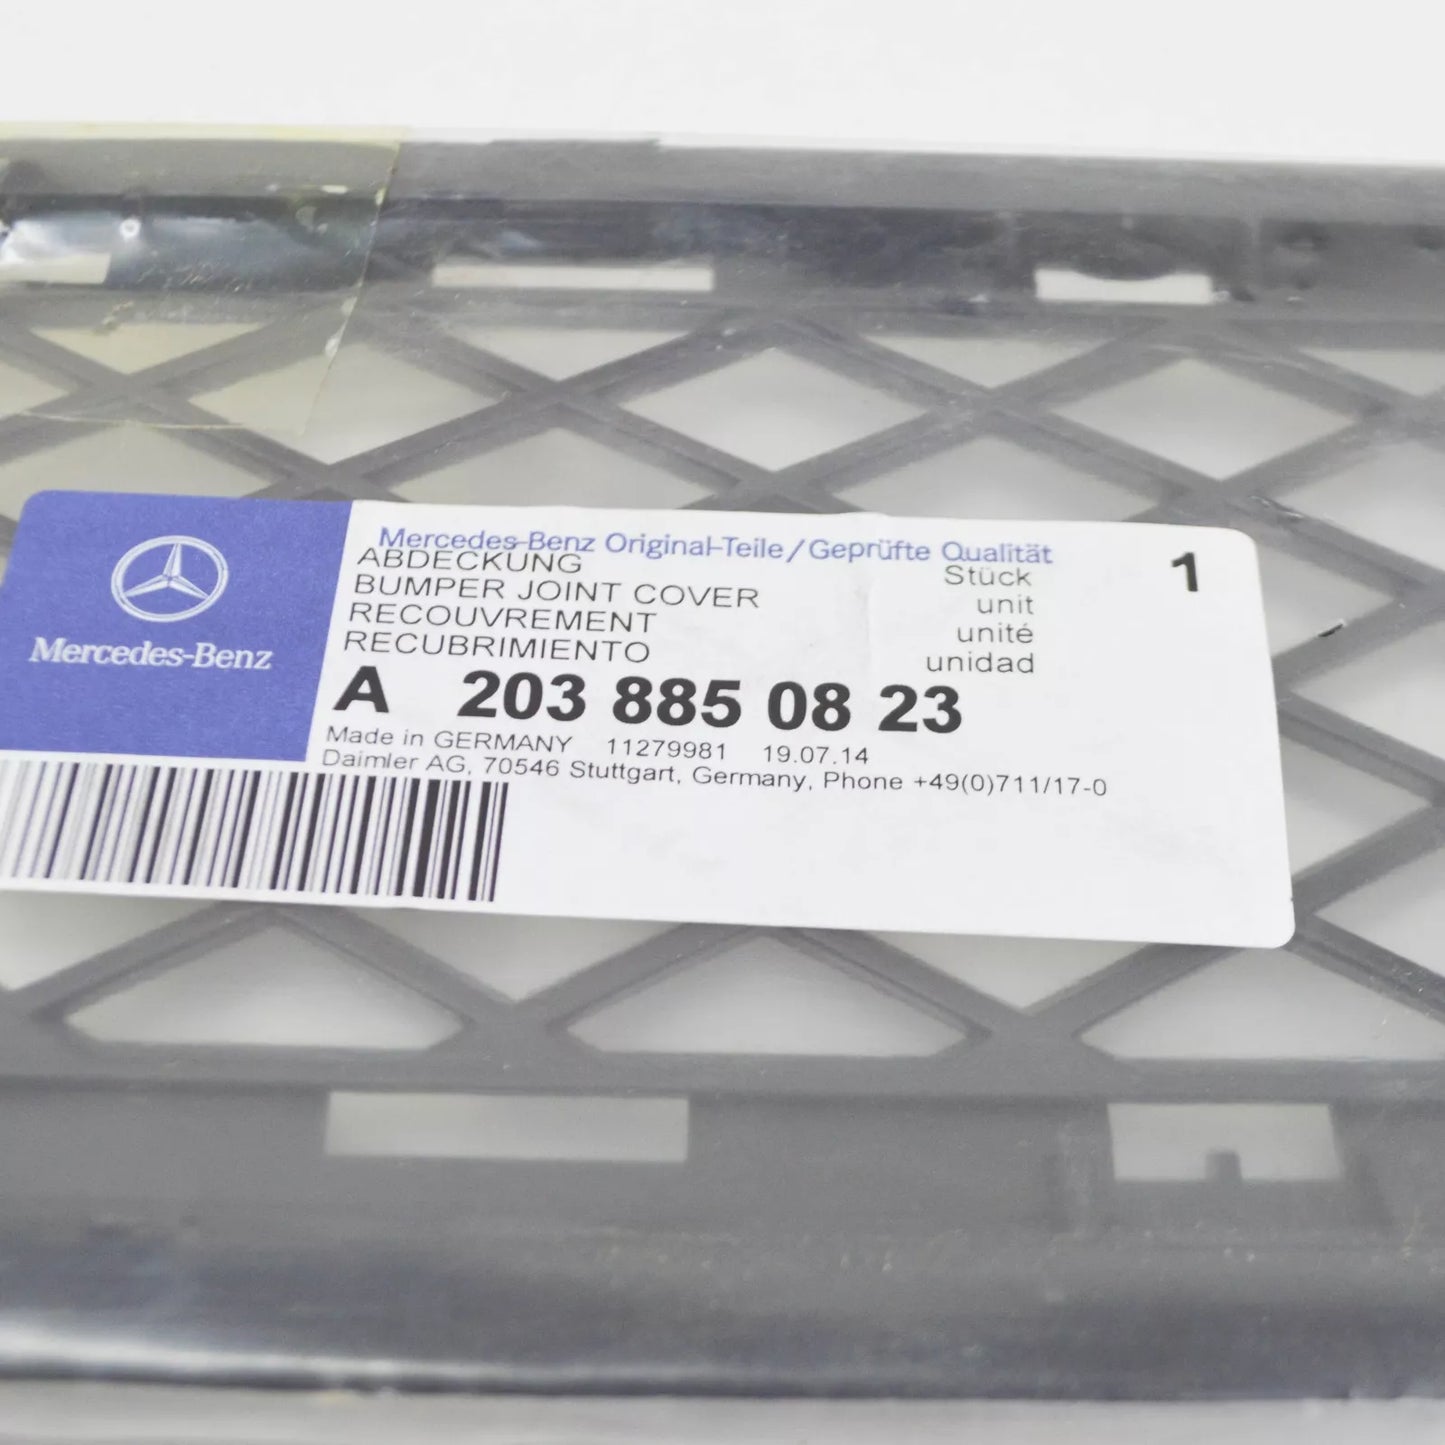 Mercedes-Benz
Mercedes-Benz Original-Teile/Geprüfte Qualität
ABDECKUNG
BUMPER JOINT COVER
RECOUVREMENT
RECUBRIMIENTO
Stück
unit
unité
unidad
1
A 203 885 08 23
Made in GERMANY 11279981 19.07.14
Daimler AG, 70546 Stuttgart, Germany, Phone +49(0)711/17-0